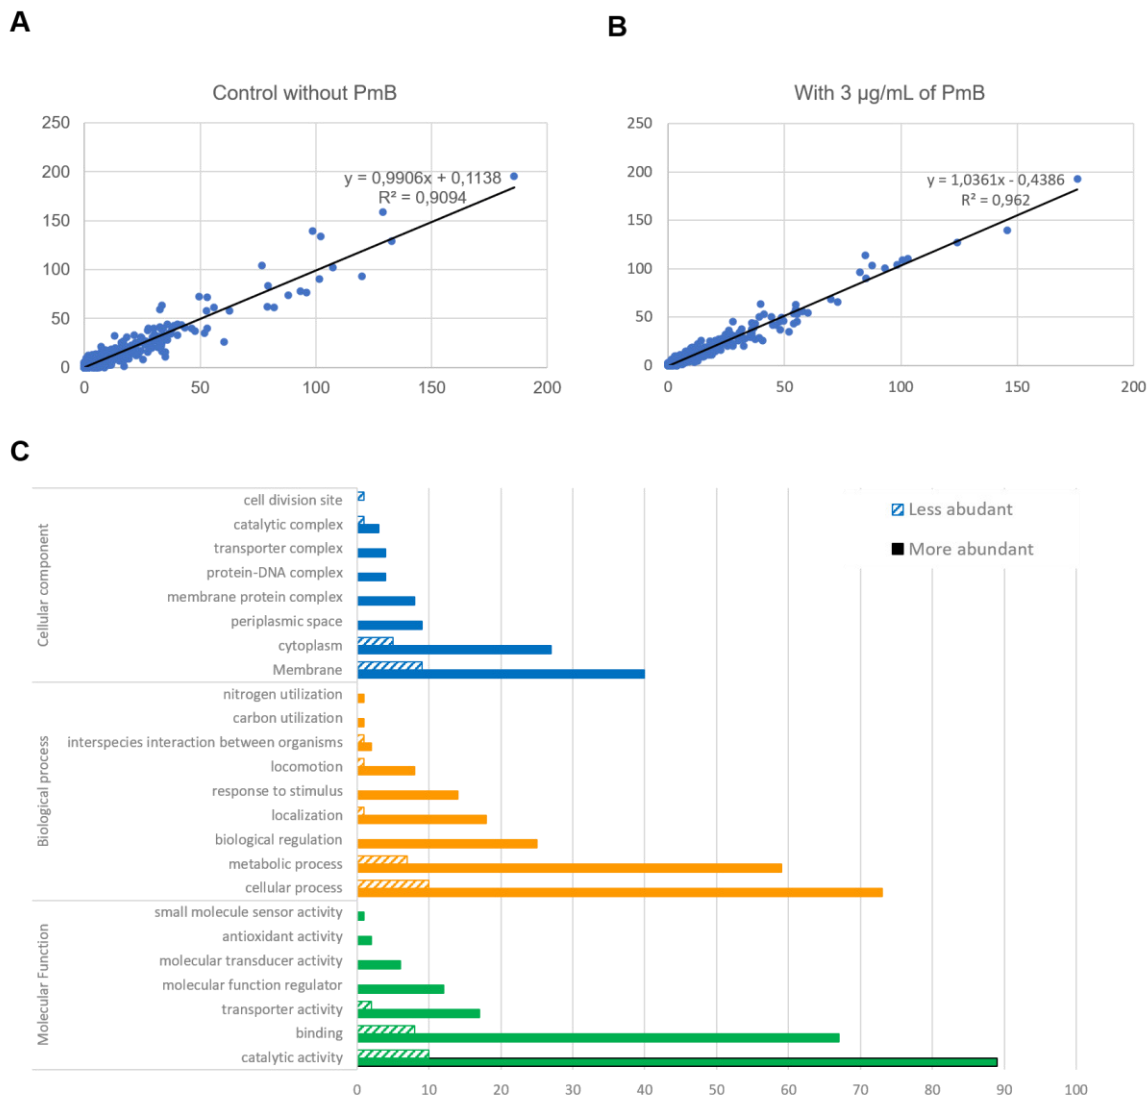 A
B
Control without PmB
With 3 µg/mL of PmB
250
200
150
100
50
0
0 50 100 150 200
y = 0,9906x + 0,1138
R² = 0,9094
250
200
150
100
50
0
0 50 100 150 200
y = 1,0361x - 0,4386
R² = 0,962
C
Cellular component
cell division site
catalytic complex
transporter complex
protein-DNA complex
membrane protein complex
periplasmic space
cytoplasm
Membrane
Biological process
nitrogen utilization
carbon utilization
interspecies interaction between organisms
locomotion
response to stimulus
localization
biological regulation
metabolic process
cellular process
Molecular Function
small molecule sensor activity
antioxidant activity
molecular transducer activity
molecular function regulator
transporter activity
binding
catalytic activity
Less abudant
More abundant
0 10 20 30 40 50 60 70 80 90 100